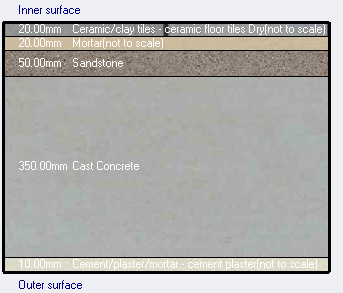 Inner surface
20.00mm Ceramic/clay tiles - ceramic floor tiles Dry(not to scale)
20.00mm Mortar(not to scale)
50.00mm Sandstone
350.00mm Cast Concrete
10.00mm Cement/plaster/mortar - cement plaster(not to scale)
Outer surface